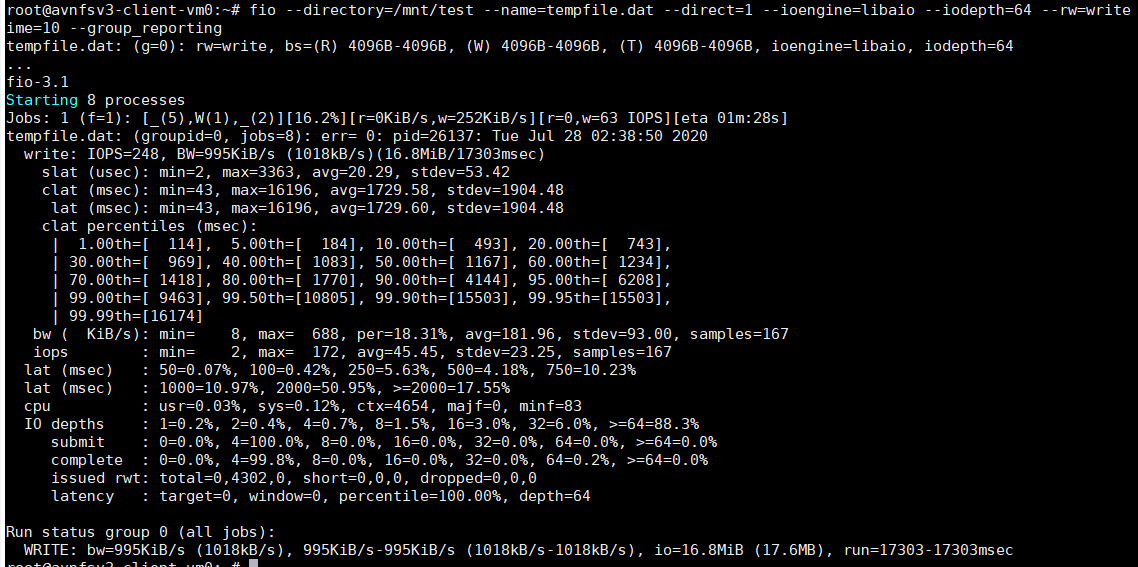 root@avnfsv3-client-vm0:~# fio --directory=/mnt/test --name=tempfile.dat --direct=1 --ioengine=libaio --iodepth=64 --rw=write
ime=10 --group_reporting
tempfile.dat: (g=0): rw=write, bs=(R) 4096B-4096B, (W) 4096B-4096B, (T) 4096B-4096B, ioengine=libaio, iodepth=64
...
fio-3.1
Starting 8 processes
Jobs: 1 (f=1): [_(5),W(1),_(2)][16.2%][r=0KiB/s,w=252KiB/s][r=0,w=63 IOPS][eta 01m:28s]
tempfile.dat: (groupid=0, jobs=8): err= 0: pid=26137: Tue Jul 28 02:38:50 2020
  write: IOPS=248, BW=995KiB/s (1018kB/s)(16.8MiB/17303msec)
    slat (usec): min=2, max=3363, avg=20.29, stdev=53.42
    clat (msec): min=43, max=16196, avg=1729.58, stdev=1904.48
     lat (msec): min=43, max=16196, avg=1729.60, stdev=1904.48
    clat percentiles (msec):
     |  1.00th=[  114],  5.00th=[  184], 10.00th=[  493], 20.00th=[  743],
     | 30.00th=[  969], 40.00th=[ 1083], 50.00th=[ 1167], 60.00th=[ 1234],
     | 70.00th=[ 1418], 80.00th=[ 1770], 90.00th=[ 4144], 95.00th=[ 6208],
     | 99.00th=[ 9463], 99.50th=[10805], 99.90th=[15503], 99.95th=[15503],
     | 99.99th=[16174]
   bw (  KiB/s): min=    8, max=  688, per=18.31%, avg=181.96, stdev=93.00, samples=167
   iops        : min=    2, max=  172, avg=45.45, stdev=23.25, samples=167
  lat (msec)   : 50=0.07%, 100=0.42%, 250=5.63%, 500=4.18%, 750=10.23%
  lat (msec)   : 1000=10.97%, 2000=50.95%, >=2000=17.55%
  cpu          : usr=0.03%, sys=0.12%, ctx=4654, majf=0, minf=83
  IO depths    : 1=0.2%, 2=0.4%, 4=0.7%, 8=1.5%, 16=3.0%, 32=6.0%, >=64=88.3%
     submit    : 0=0.0%, 4=100.0%, 8=0.0%, 16=0.0%, 32=0.0%, 64=0.0%, >=64=0.0%
     complete  : 0=0.0%, 4=99.8%, 8=0.0%, 16=0.0%, 32=0.0%, 64=0.2%, >=64=0.0%
     issued rwt: total=0,4302,0, short=0,0,0, dropped=0,0,0
     latency   : target=0, window=0, percentile=100.00%, depth=64

Run status group 0 (all jobs):
  WRITE: bw=995KiB/s (1018kB/s), 995KiB/s-995KiB/s (1018kB/s-1018kB/s), io=16.8MiB (17.6MB), run=17303-17303msec
root@avnfsv3-client-vm0:~#